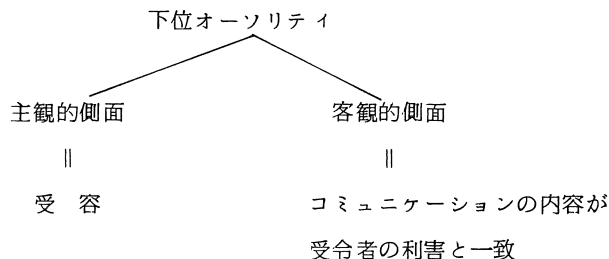 下位オーソリティ
主観的側面 客観的側面
‖ ‖
受 容 コミュニケーションの内容が
受令者の利害と一致